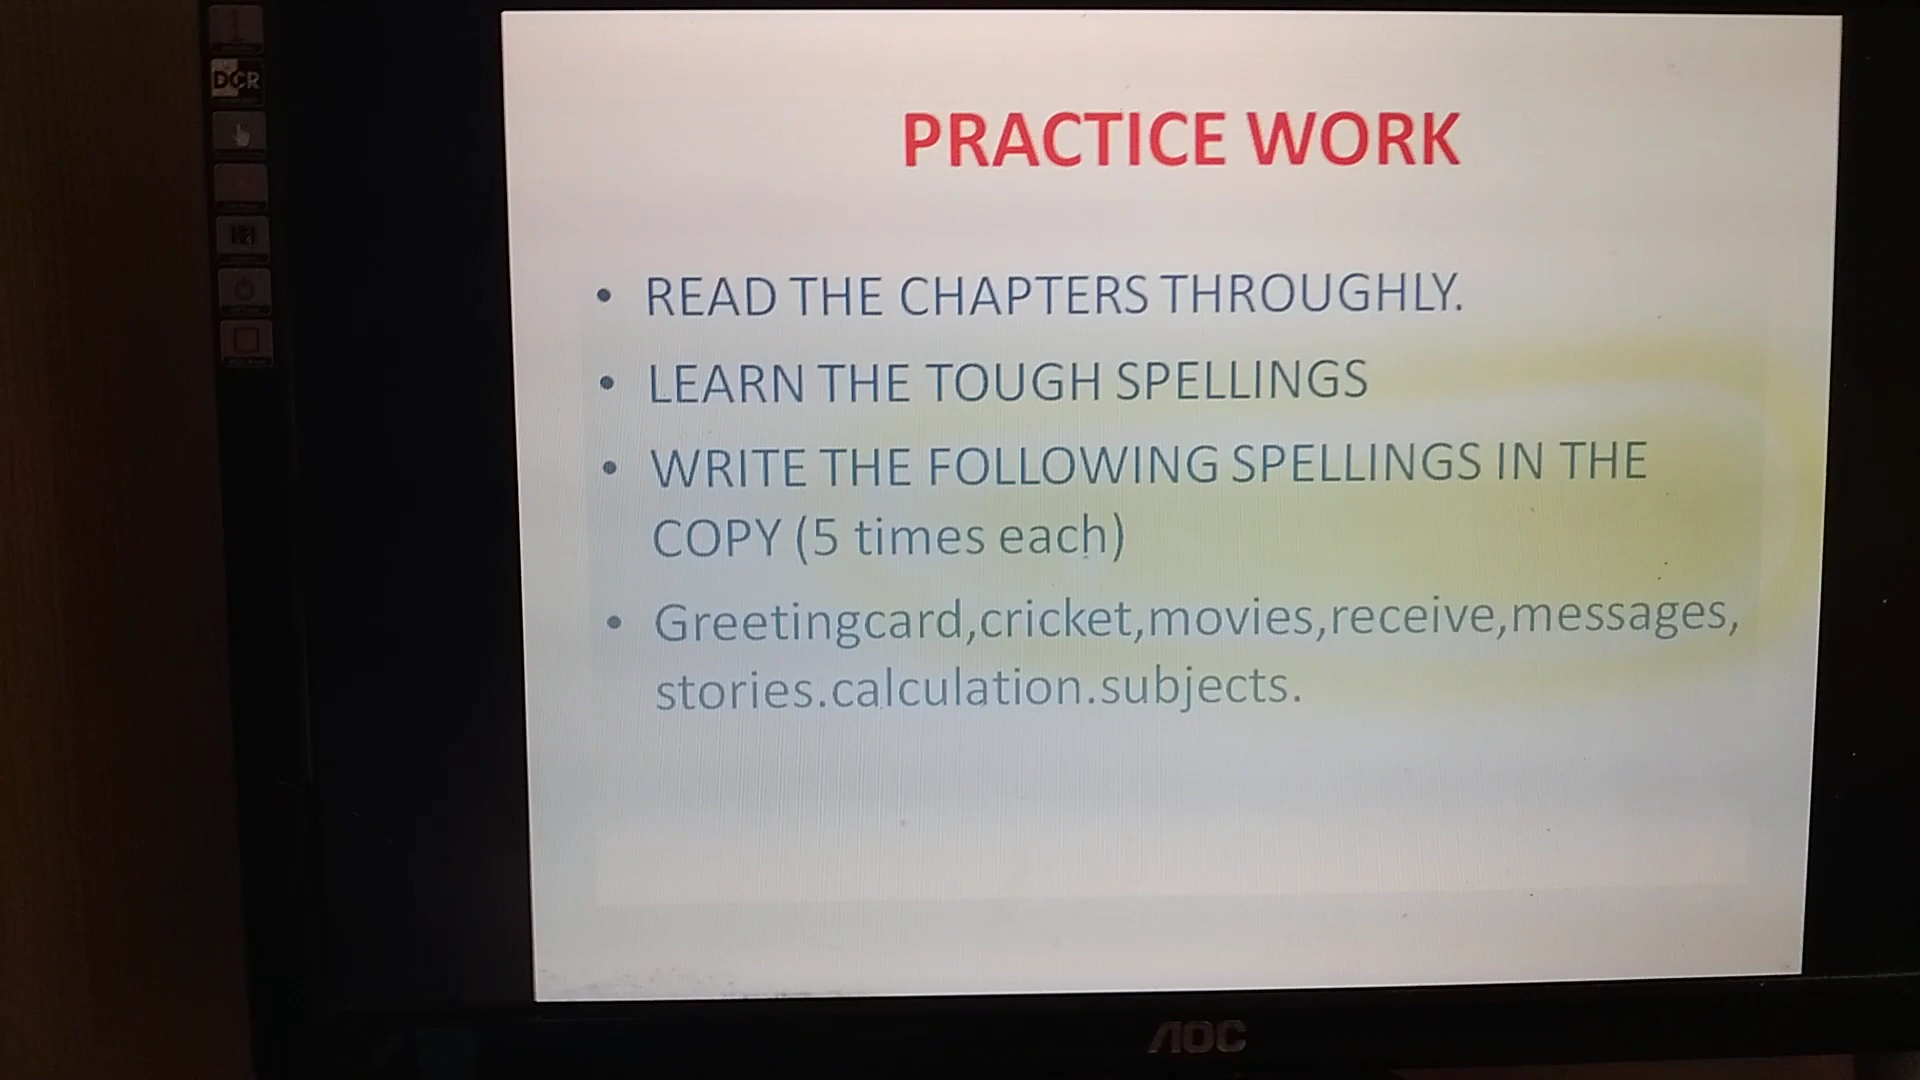 DCR
PRACTICE WORK
• READ THE CHAPTERS THROUGHLY.
• LEARN THE TOUGH SPELLINGS
• WRITE THE FOLLOWING SPELLINGS IN THE
COPY (5 times each)
• Greetingcard,cricket,movies,receive,messages,
stories.calculation.subjects.
AOC